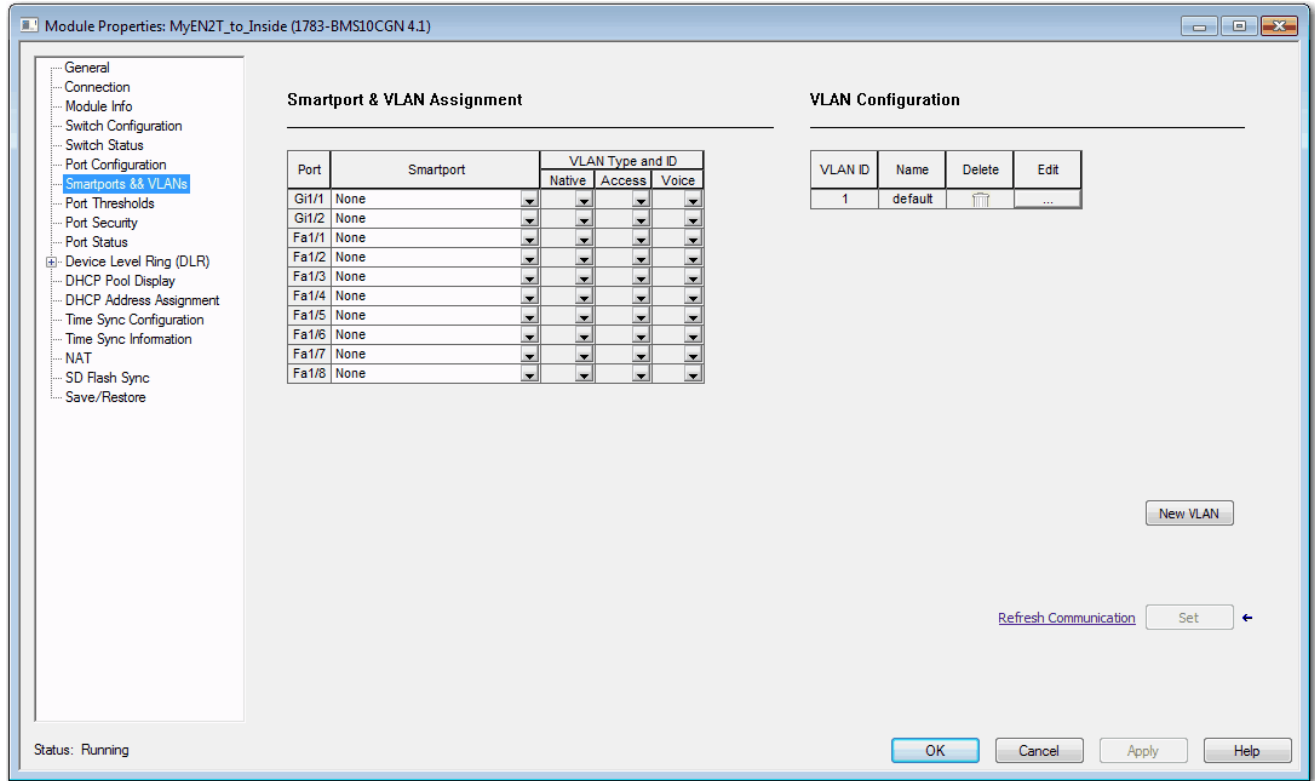 Module Properties: MyEN2T_to_Inside (1783-BMS10CGN 4.1)
General
Connection
Module Info
Switch Configuration
Switch Status
Port Configuration
Smartports && VLANs
Port Thresholds
Port Security
Port Status
Device Level Ring (DLR)
DHCP Pool Display
DHCP Address Assignment
Time Sync Configuration
Time Sync Information
NAT
SD Flash Sync
Save/Restore
Smartport & VLAN Assignment
Port Smartport VLAN Type and ID
Native Access Voice
Gi1/1 None
Gi1/2 None
Fa1/1 None
Fa1/2 None
Fa1/3 None
Fa1/4 None
Fa1/5 None
Fa1/6 None
Fa1/7 None
Fa1/8 None
VLAN Configuration
VLAN ID Name Delete Edit
1 default ...
New VLAN
Refresh Communication Set
Status: Running
OK Cancel Apply Help